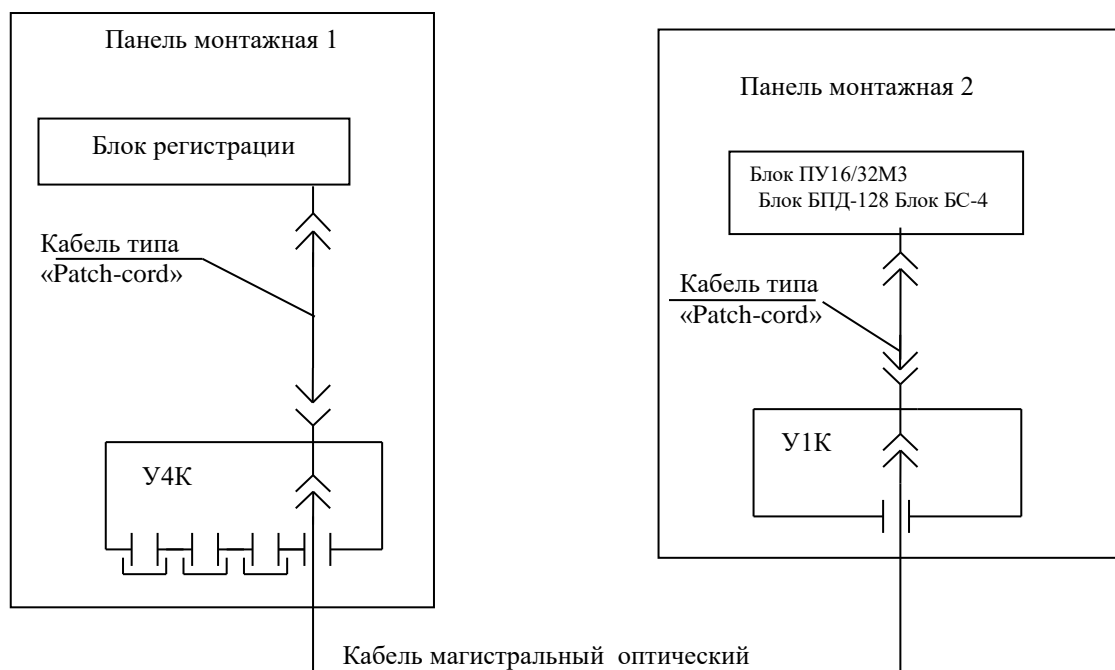 Панель монтажная 1
Блок регистрации
Кабель типа
«Patch-cord»
У4К
Панель монтажная 2
Блок ПУ16/32М3
Блок БПД-128 Блок БС-4
Кабель типа
«Patch-cord»
У1К
Кабель магистральный оптический